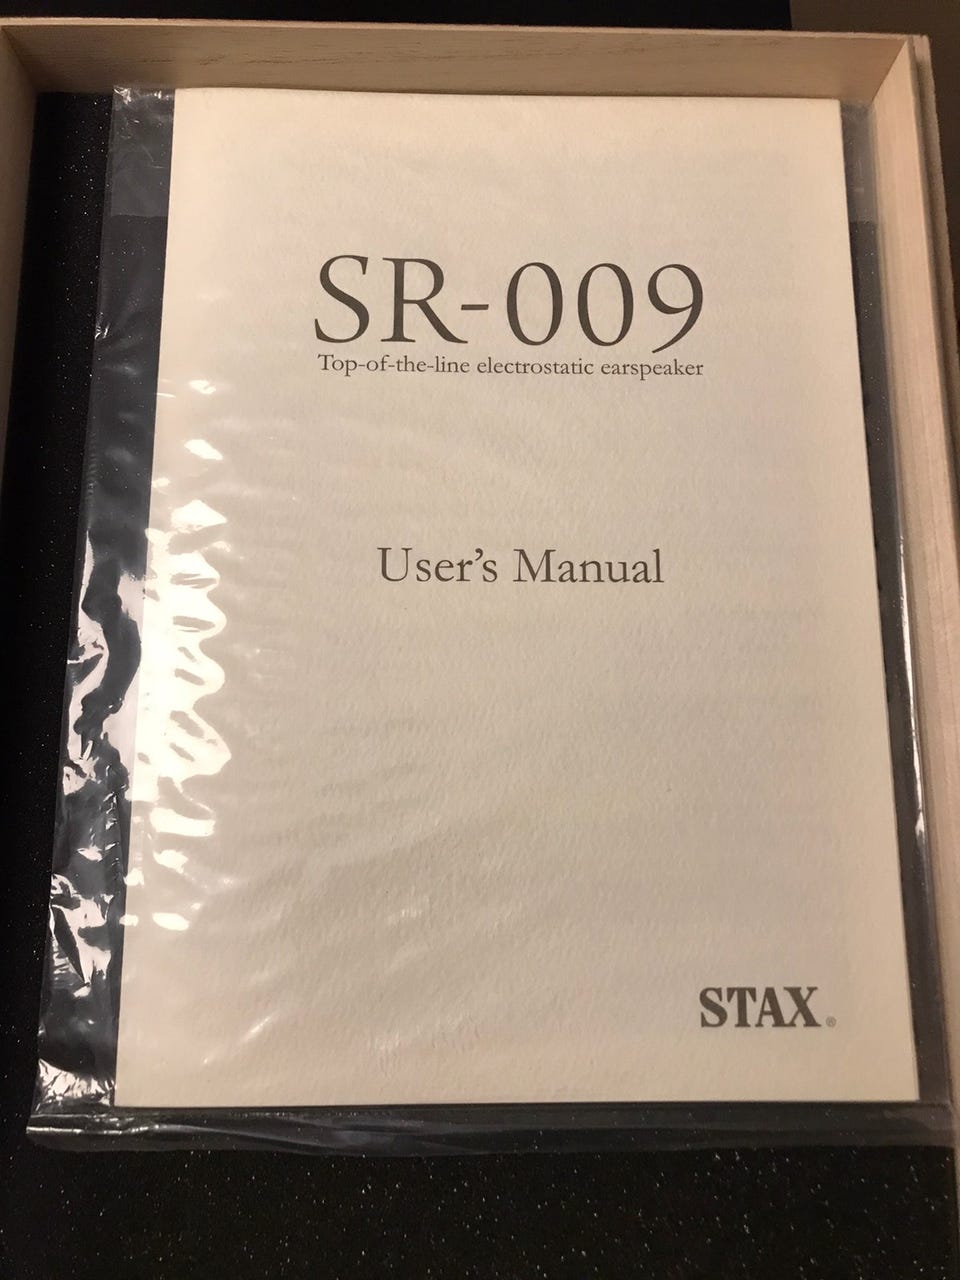 SR-009
Top-of-the-line electrostatic earspeaker
User's Manual
STAX®